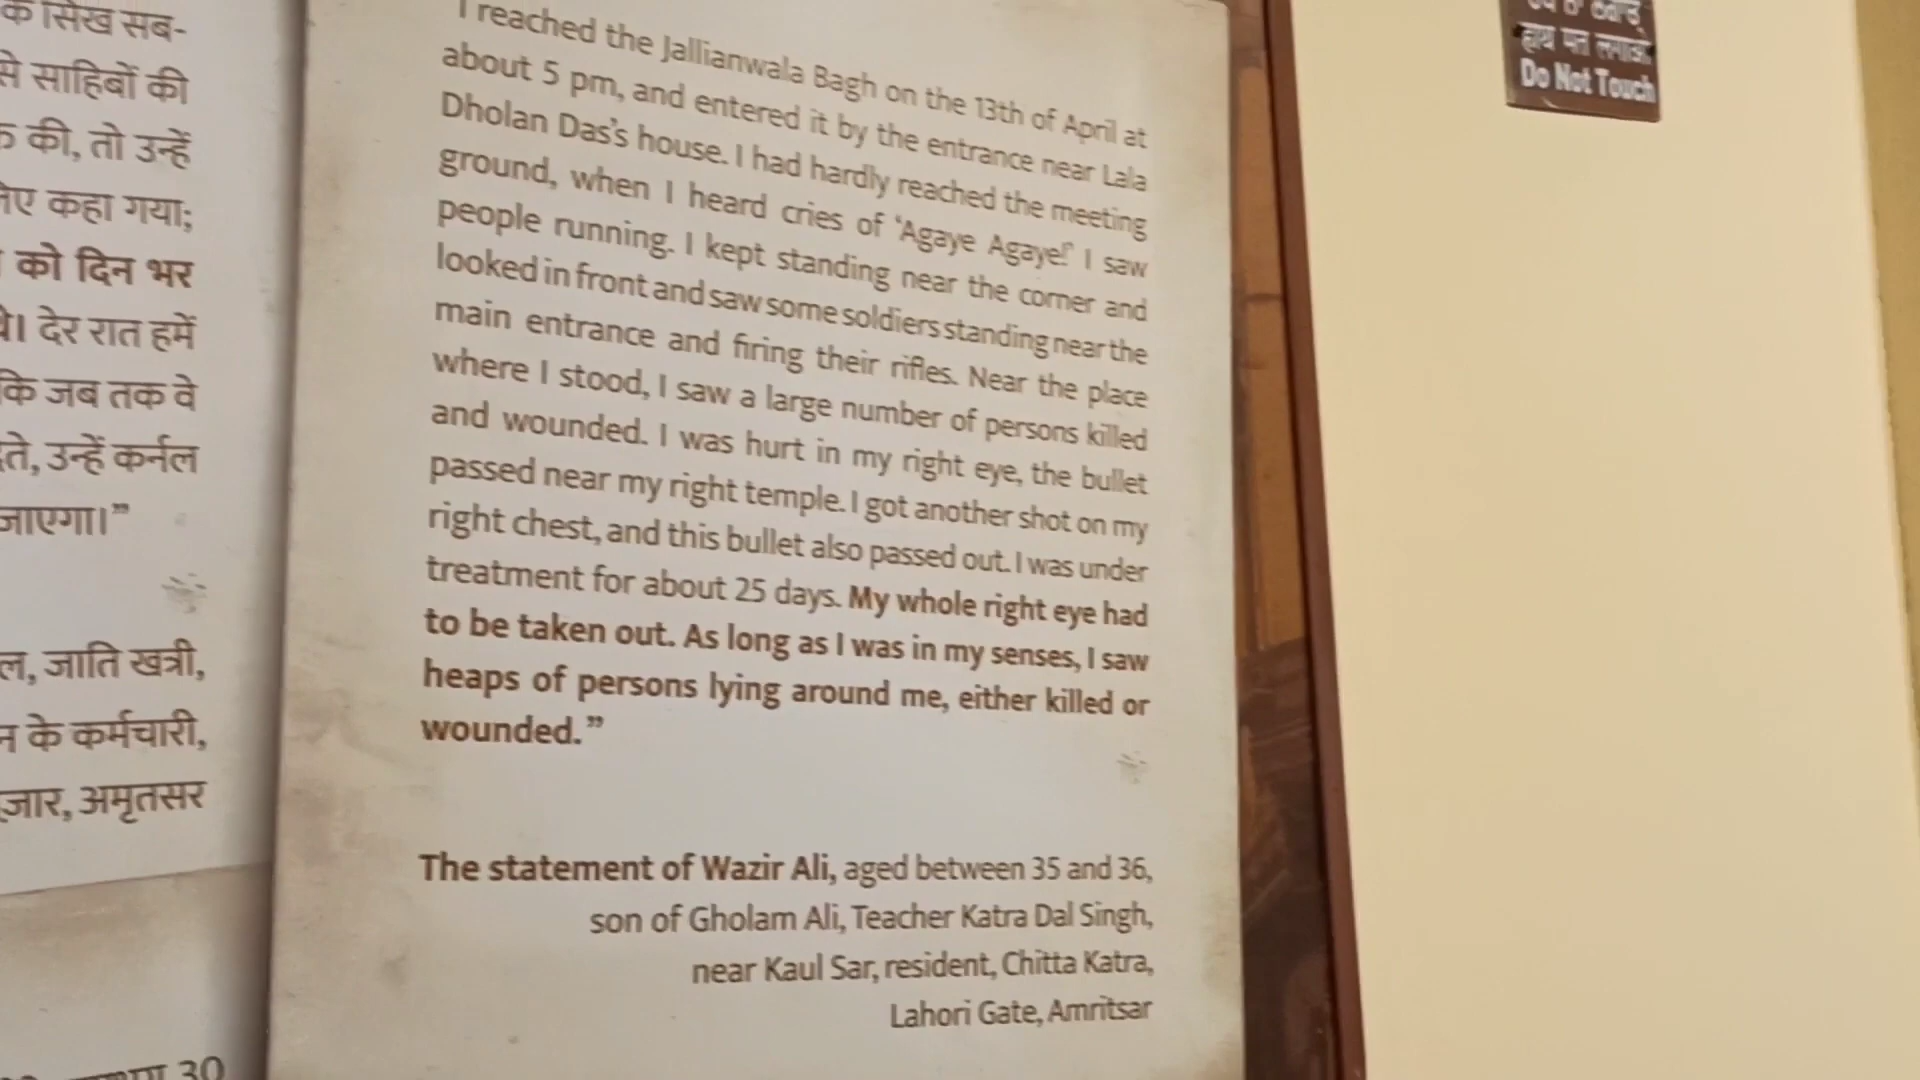 सिख सब-
से साहिबों की
की, तो उन्हें
कहा गया;
को दिन भर
देर रात हमें
कि जब तक वे
उन्हें कर्नल
जाएगा।”
जाति खत्री,
के कर्मचारी,
अमृतसर
30
I reached the Jallianwala Bagh on the 13th of April at
about 5 pm, and entered it by the entrance near Lala
Dholan Das’s house. I had hardly reached the meeting
ground, when I heard cries of ‘Agaye Agaye!’ I saw
people running. I kept standing near the corner and
looked in front and saw some soldiers standing near the
main entrance and firing their rifles. Near the place
where I stood, I saw a large number of persons killed
and wounded. I was hurt in my right eye, the bullet
passed near my right temple. I got another shot on my
right chest, and this bullet also passed out. I was under
treatment for about 25 days. My whole right eye had
to be taken out. As long as I was in my senses, I saw
heaps of persons lying around me, either killed or
wounded.”
The statement of Wazir Ali, aged between 35 and 36,
son of Gholam Ali, Teacher Katra Dal Singh,
near Kaul Sar, resident, Chitta Katra,
Lahori Gate, Amritsar
हाथ मत लगाओ
Do Not Touch